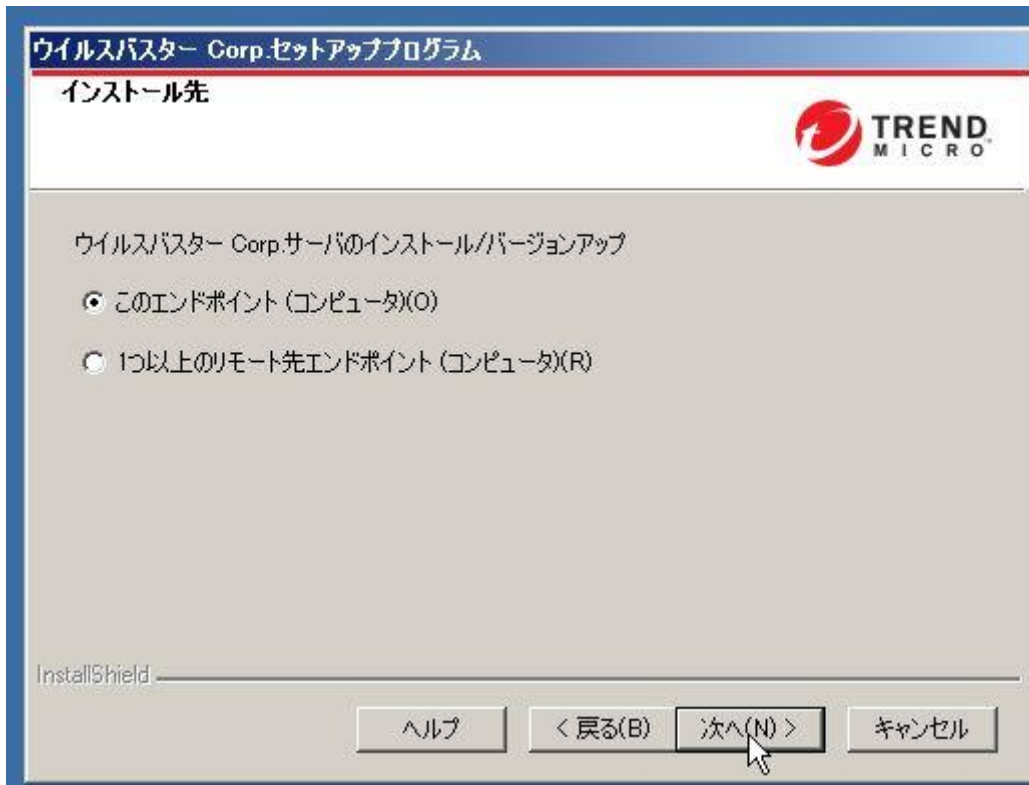 ウイルスバスター Corp.セットアッププログラム
インストール先
TREND
MICRO
ウイルスバスター Corp.サーバのインストール/バージョンアップ
このエンドポイント (コンピュータ)(O)
1つ以上のリモート先エンドポイント (コンピュータ)(R)
InstallShield
ヘルプ
< 戻る(B)
次へ(N) >
キャンセル